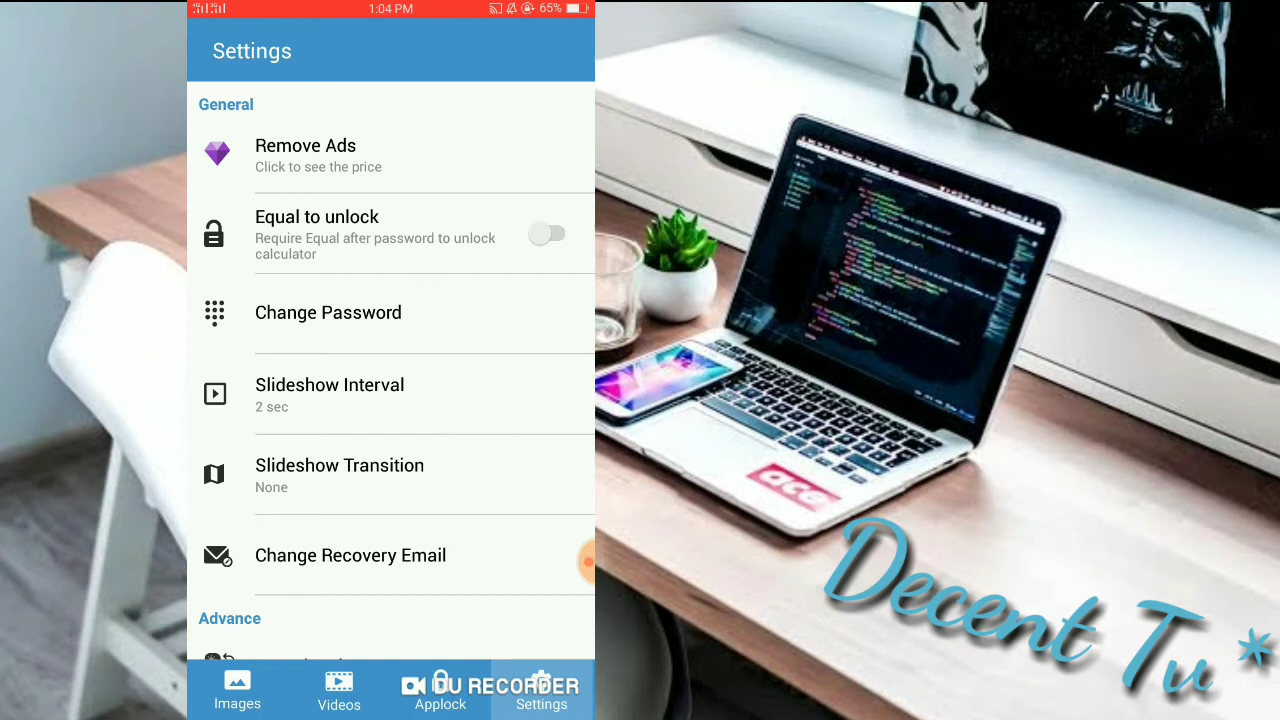 1:04 PM
65%
Settings
General
Remove Ads
Click to see the price
Equal to unlock
Require Equal after password to unlock
calculator
Change Password
Slideshow Interval
2 sec
Slideshow Transition
None
Change Recovery Email
Advance
DU RECORDER
Images
Videos
Applock
Settings
ace
Decent Tu*